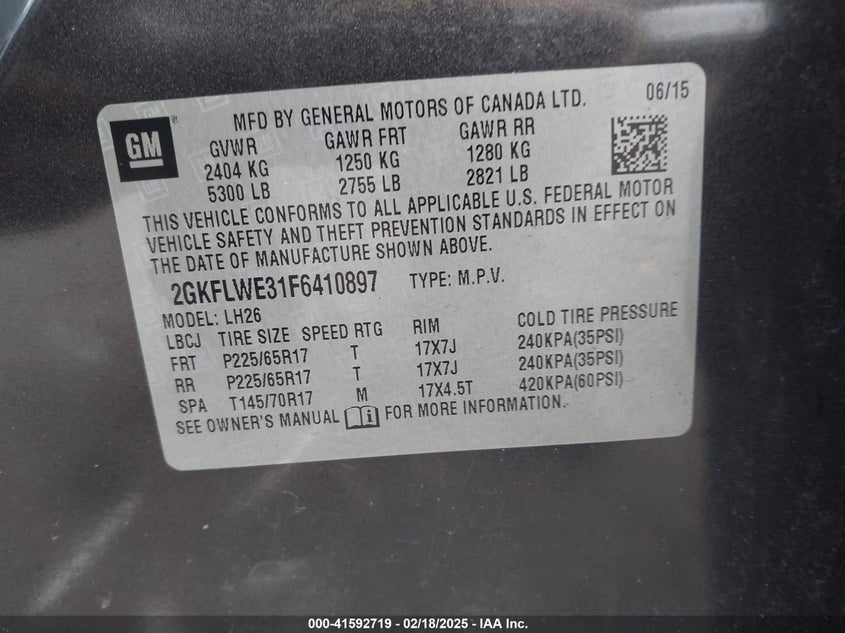 06/15
MFD BY GENERAL MOTORS OF CANADA LTD.
GM ®
GVWR GAWR FRT GAWR RR
2404 KG 1250 KG 1280 KG
5300 LB 2755 LB 2821 LB
THIS VEHICLE CONFORMS TO ALL APPLICABLE U.S. FEDERAL MOTOR
VEHICLE SAFETY AND THEFT PREVENTION STANDARDS IN EFFECT ON
THE DATE OF MANUFACTURE SHOWN ABOVE.
2GKFLWE31F6410897 TYPE: M.P.V.
MODEL: LH26
LBCJ TIRE SIZE SPEED RTG RIM COLD TIRE PRESSURE
FRT P225/65R17 T 17X7J 240KPA(35PSI)
RR P225/65R17 T 17X7J 240KPA(35PSI)
SPA T145/70R17 M 17X4.5T 420KPA(60PSI)
SEE OWNER'S MANUAL i FOR MORE INFORMATION.
000-41592719 - 02/18/2025 - IAA Inc.